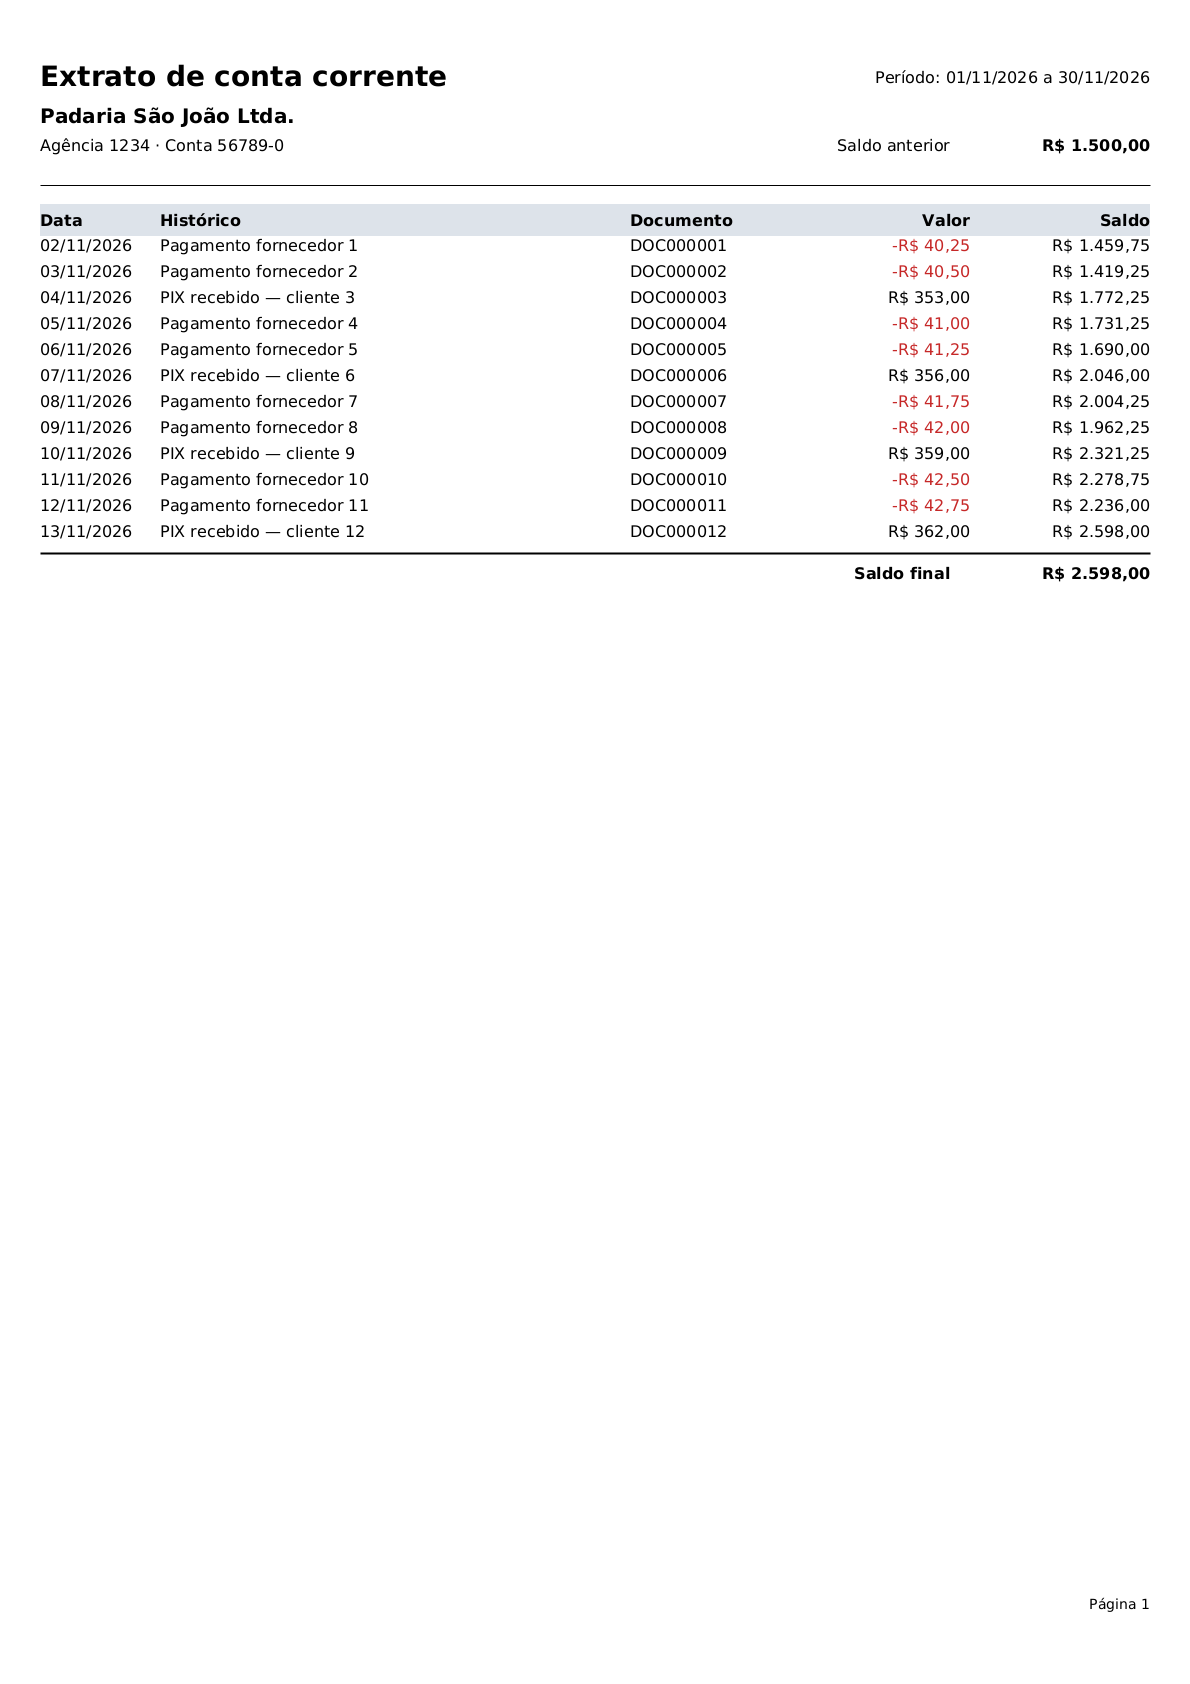 Extrato de conta corrente Período: 01/11/2026 a 30/11/2026
Padaria São João Ltda.
Agência 1234 · Conta 56789-0 Saldo anterior R$ 1.500,00
Data Histórico Documento Valor Saldo
02/11/2026 Pagamento fornecedor 1 DOC000001 -R$ 40,25 R$ 1.459,75
03/11/2026 Pagamento fornecedor 2 DOC000002 -R$ 40,50 R$ 1.419,25
04/11/2026 PIX recebido — cliente 3 DOC000003 R$ 353,00 R$ 1.772,25
05/11/2026 Pagamento fornecedor 4 DOC000004 -R$ 41,00 R$ 1.731,25
06/11/2026 Pagamento fornecedor 5 DOC000005 -R$ 41,25 R$ 1.690,00
07/11/2026 PIX recebido — cliente 6 DOC000006 R$ 356,00 R$ 2.046,00
08/11/2026 Pagamento fornecedor 7 DOC000007 -R$ 41,75 R$ 2.004,25
09/11/2026 Pagamento fornecedor 8 DOC000008 -R$ 42,00 R$ 1.962,25
10/11/2026 PIX recebido — cliente 9 DOC000009 R$ 359,00 R$ 2.321,25
11/11/2026 Pagamento fornecedor 10 DOC000010 -R$ 42,50 R$ 2.278,75
12/11/2026 Pagamento fornecedor 11 DOC000011 -R$ 42,75 R$ 2.236,00
13/11/2026 PIX recebido — cliente 12 DOC000012 R$ 362,00 R$ 2.598,00
Saldo final R$ 2.598,00
Página 1